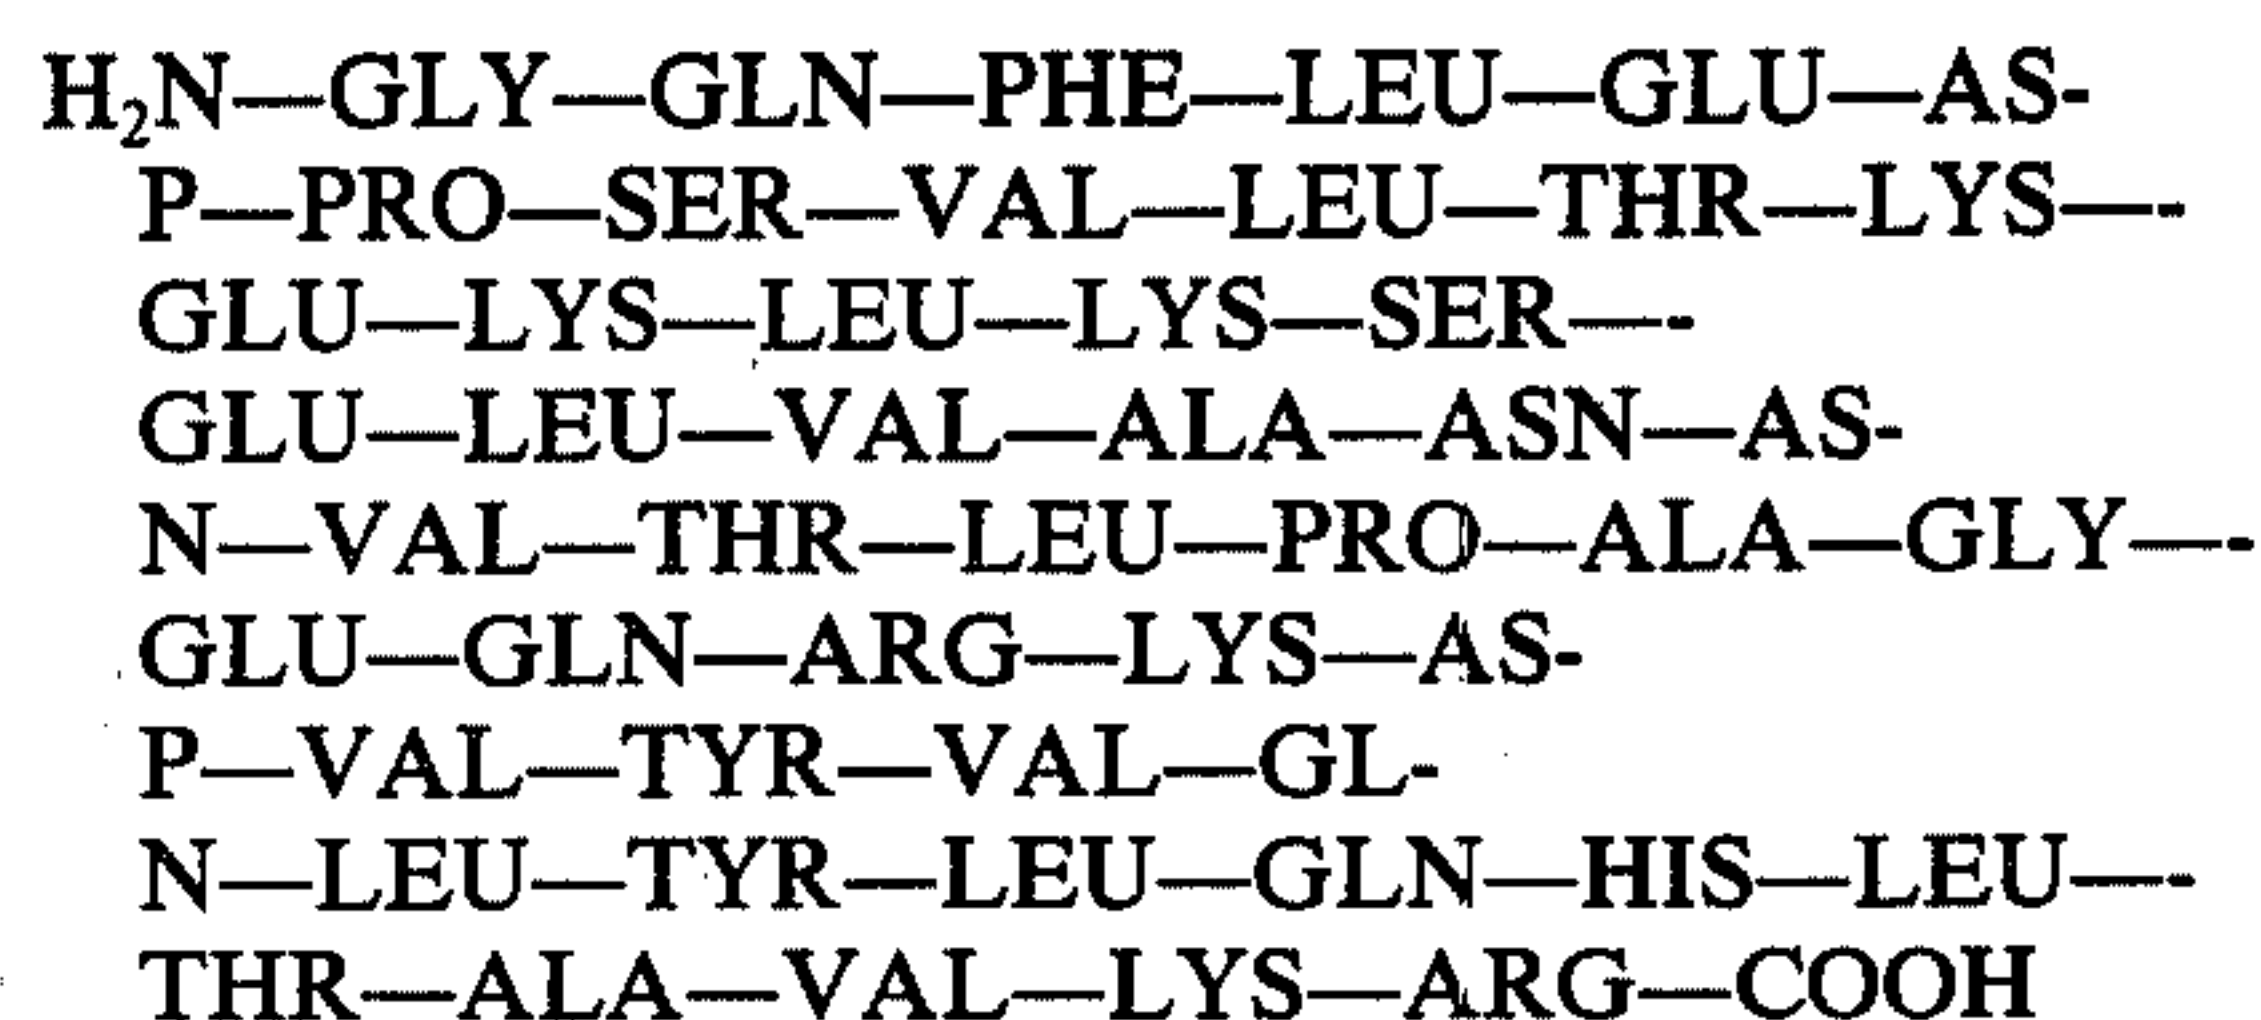 H₂N—GLY—GLN—PHE—LEU—GLU—AS-
P—PRO—SER—VAL—LEU—THR—LYS—-
GLU—LYS—LEU—LYS—SER—-
GLU—LEU—VAL—ALA—ASN—AS-
N—VAL—THR—LEU—PRO—ALA—GLY—-
GLU—GLN—ARG—LYS—AS-
P—VAL—TYR—VAL—GL-
N—LEU—TYR—LEU—GLN—HIS—LEU—-
THR—ALA—VAL—LYS—ARG—COOH